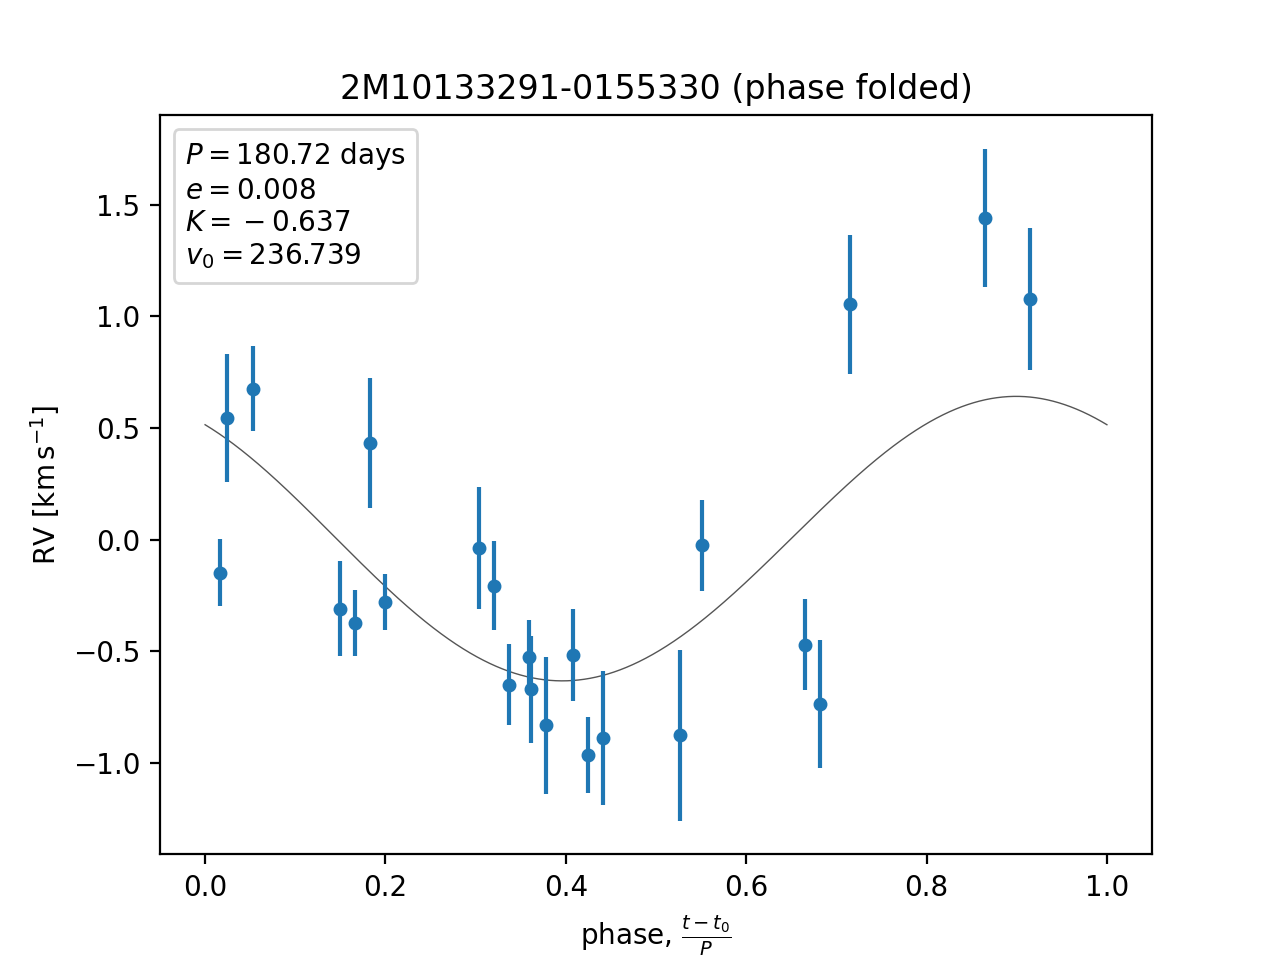 2M10133291-0155330 (phase folded)
P = 180.72 days
e = 0.008
K = −0.637
v₀ = 236.739
1.5
1.0
0.5
0.0
−0.5
−1.0
RV [km s⁻¹]
0.0 0.2 0.4 0.6 0.8 1.0
phase, (t − t₀)/P